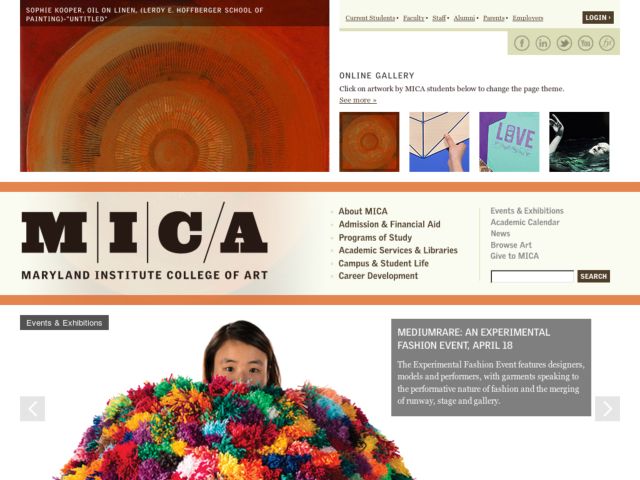 SOPHIE KOOPER, OIL ON LINEN, (LEROY E. HOFFBERGER SCHOOL OF
PAINTING)-"UNTITLED"
Current Students • Faculty • Staff • Alumni • Parents • Employers
LOGIN ›
ONLINE GALLERY
Click on artwork by MICA students below to change the page theme.
See more »
LOVE
M|I|C/A
MARYLAND INSTITUTE COLLEGE OF ART
About MICA
Admission & Financial Aid
Programs of Study
Academic Services & Libraries
Campus & Student Life
Career Development
Events & Exhibitions
Academic Calendar
News
Browse Art
Give to MICA
SEARCH
Events & Exhibitions
MEDIUMRARE: AN EXPERIMENTAL
FASHION EVENT, APRIL 18
The Experimental Fashion Event features designers,
models and performers, with garments speaking to
the performative nature of fashion and the merging
of runway, stage and gallery.